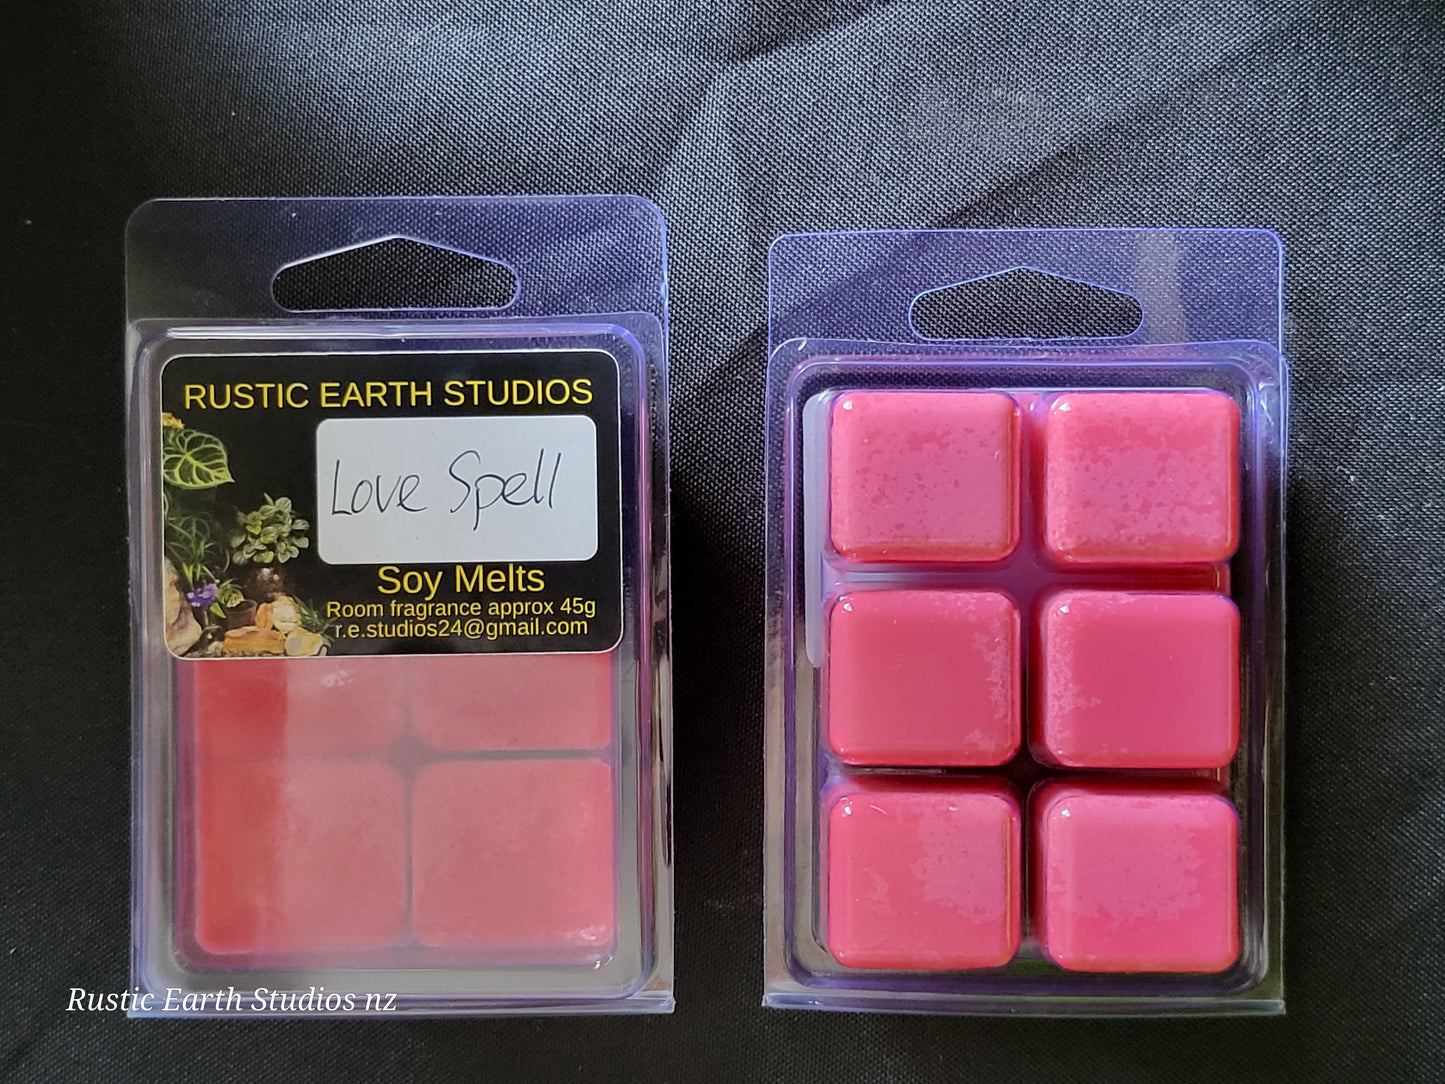 RUSTIC EARTH STUDIOS
Love Spell
Soy Melts
Room fragrance approx 45g
r.e.studios24@gmail.com
Rustic Earth Studios nz